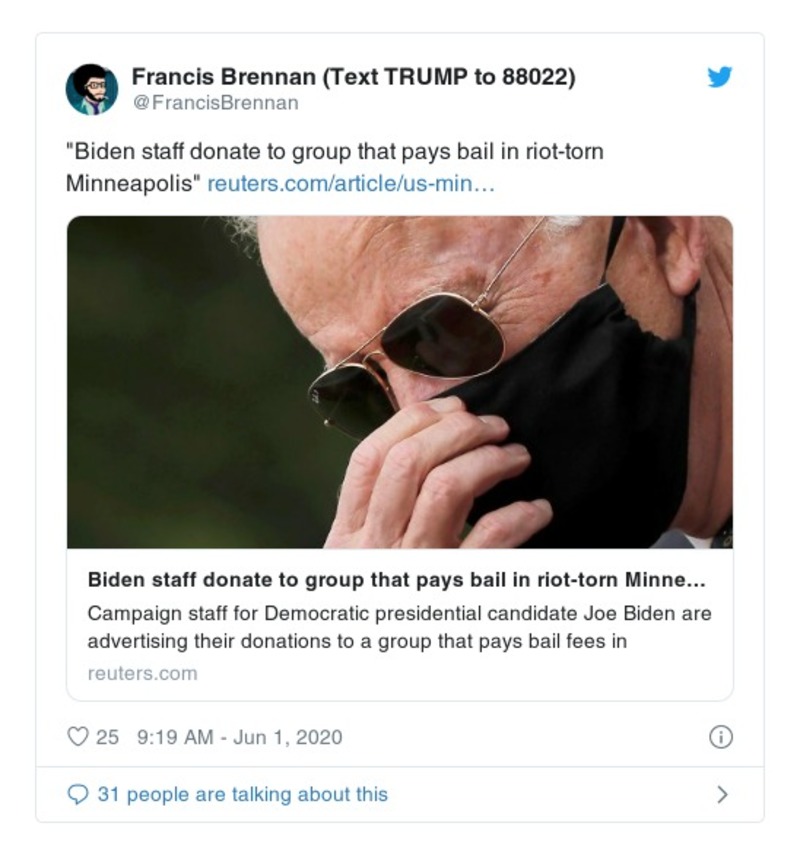 Francis Brennan (Text TRUMP to 88022)
@FrancisBrennan
"Biden staff donate to group that pays bail in riot-torn
Minneapolis" reuters.com/article/us-min…
Biden staff donate to group that pays bail in riot-torn Minne...
Campaign staff for Democratic presidential candidate Joe Biden are
advertising their donations to a group that pays bail fees in
reuters.com
25 9:19 AM - Jun 1, 2020
31 people are talking about this